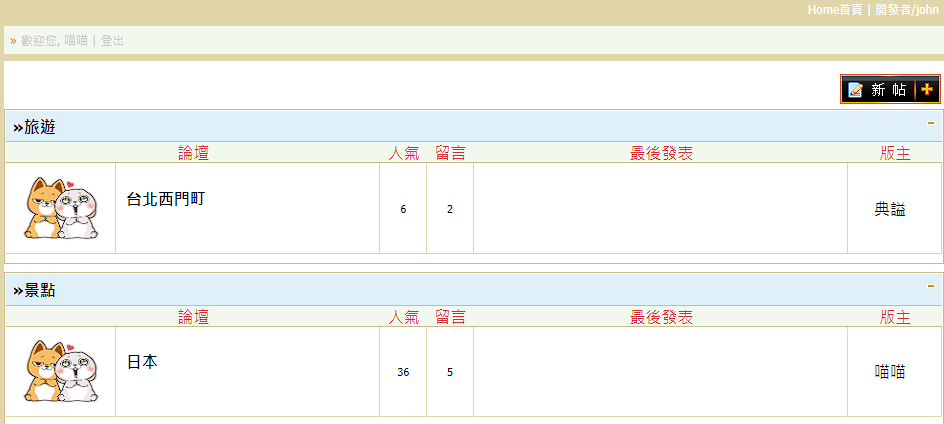 Home首頁 | 開發者/john
» 歡迎您, 喵喵 | 登出
新 帖
»旅遊
論壇 人氣 留言 最後發表 版主
台北西門町 6 2 典謚
»景點
論壇 人氣 留言 最後發表 版主
日本 36 5 喵喵